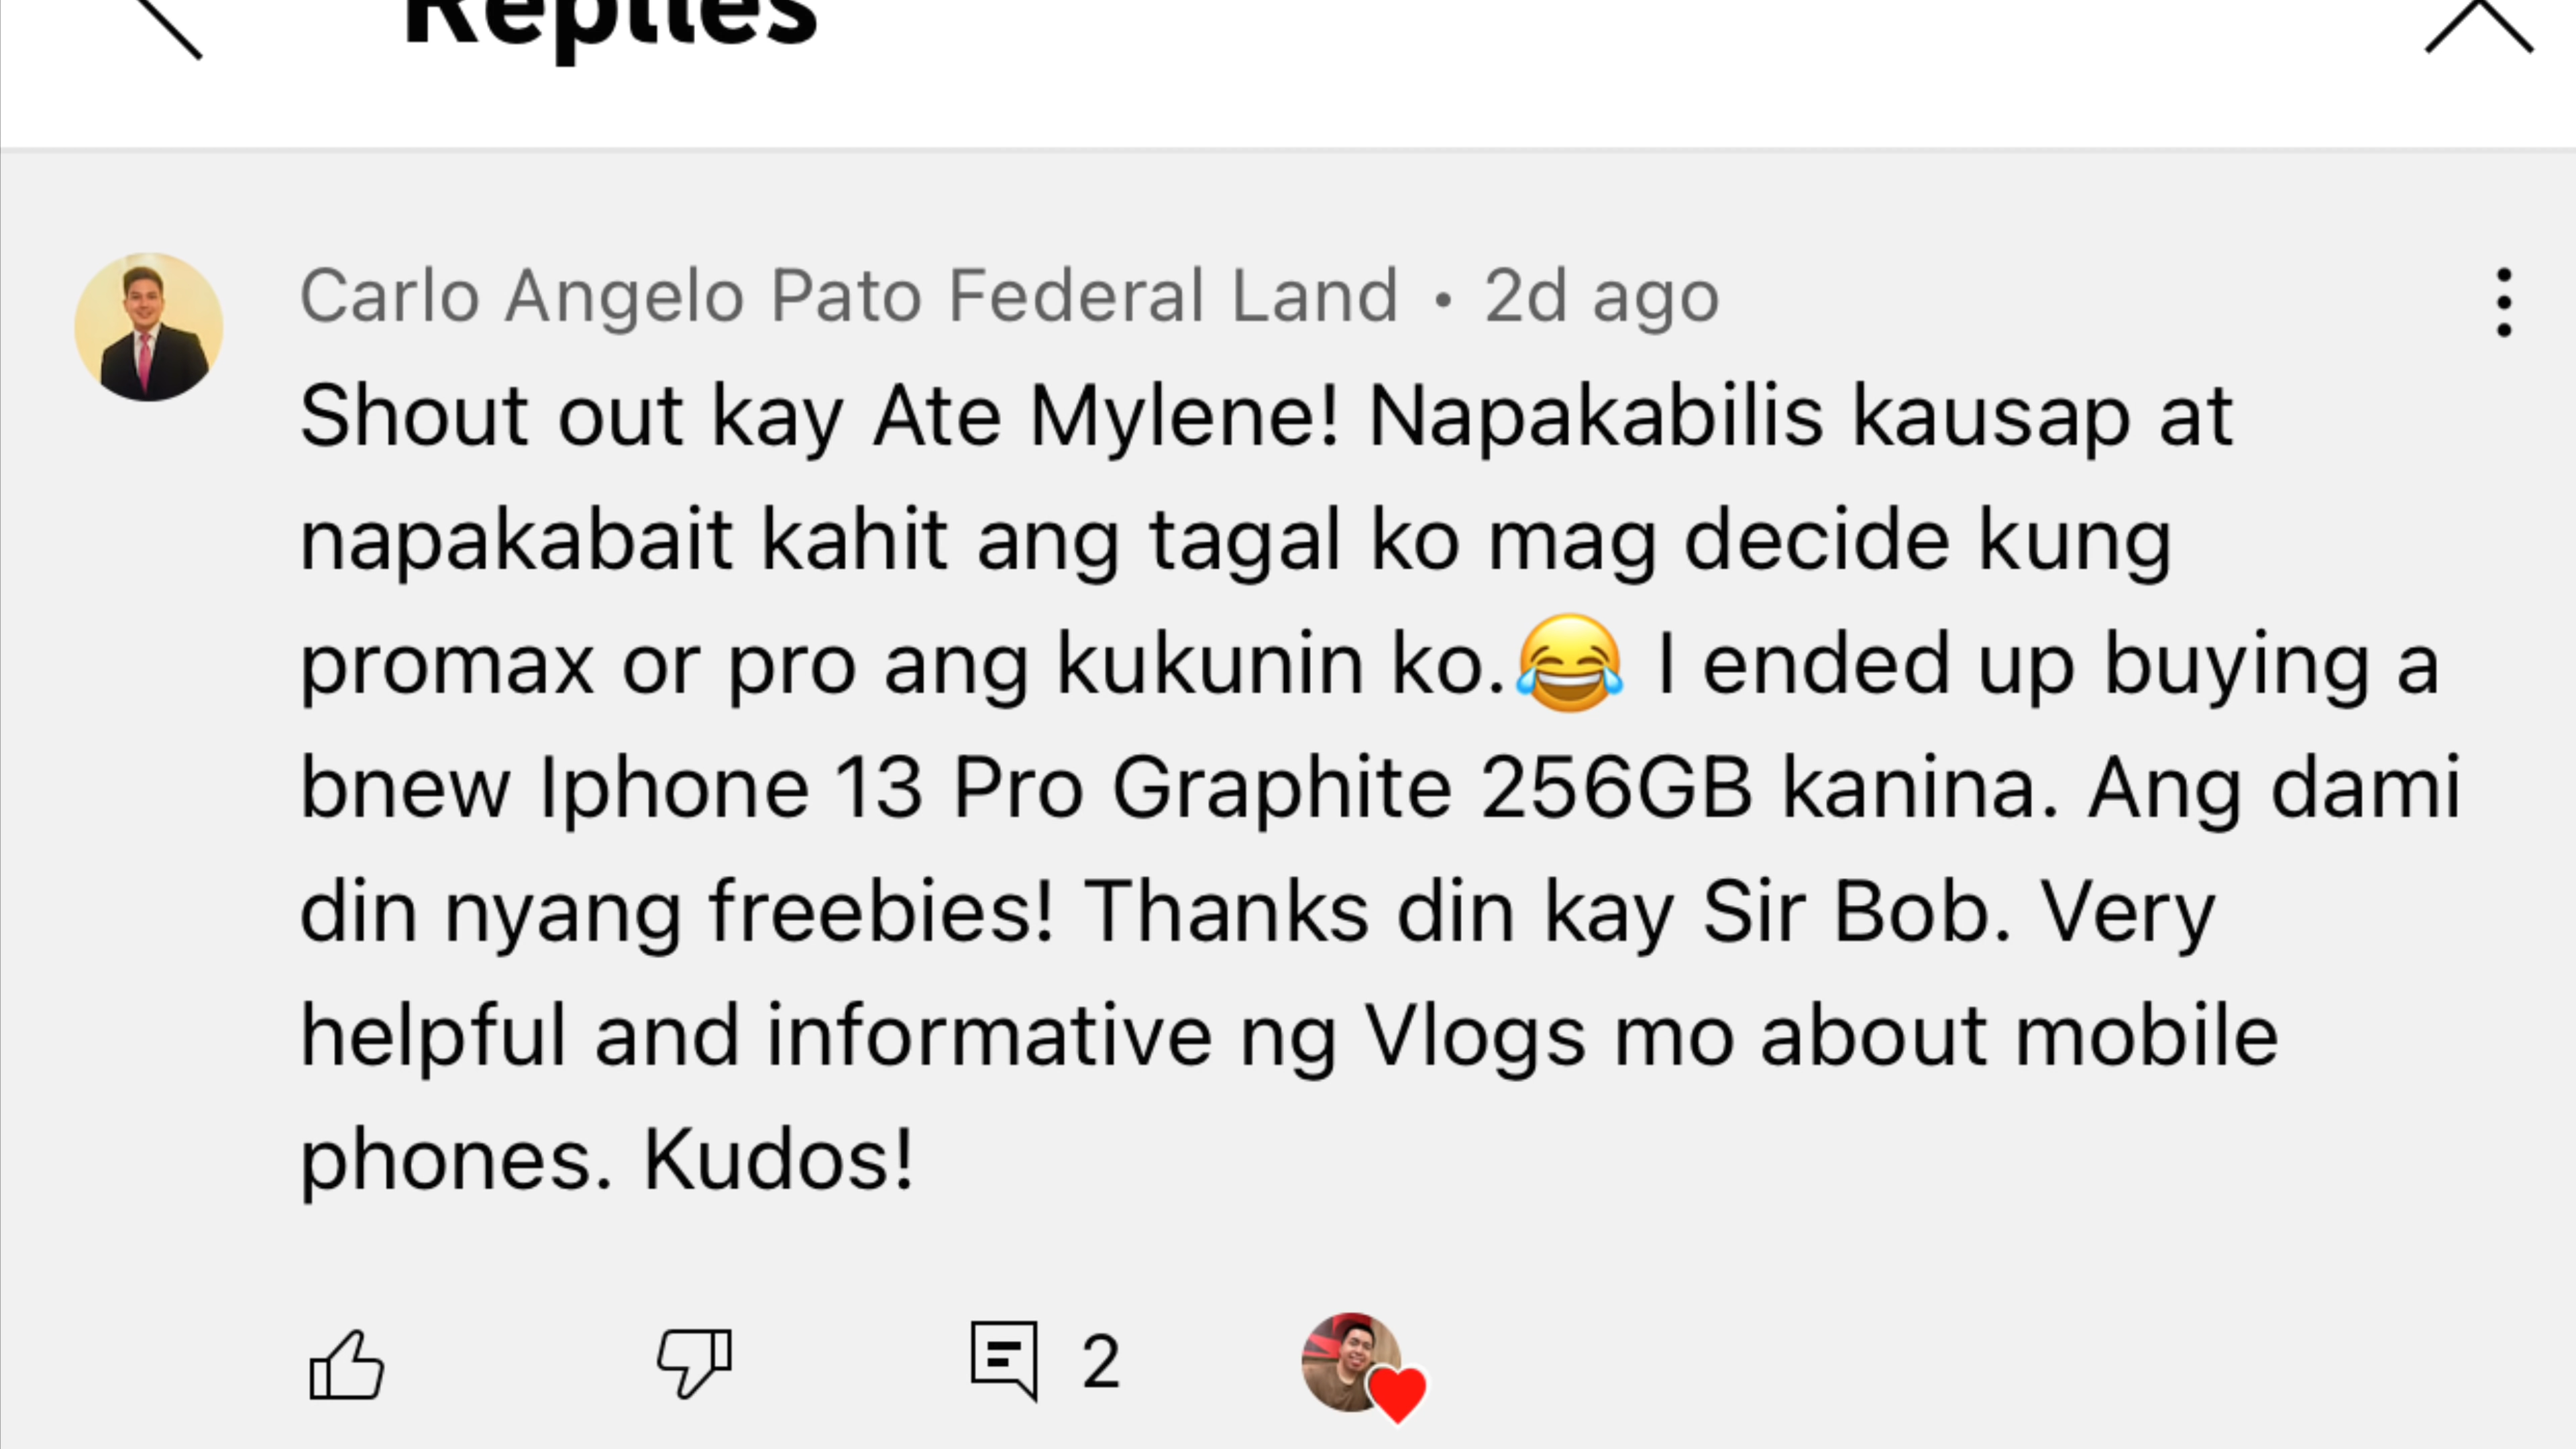 Replies
Carlo Angelo Pato Federal Land • 2d ago
Shout out kay Ate Mylene! Napakabilis kausap at
napakabait kahit ang tagal ko mag decide kung
promax or pro ang kukunin ko.😂 I ended up buying a
bnew Iphone 13 Pro Graphite 256GB kanina. Ang dami
din nyang freebies! Thanks din kay Sir Bob. Very
helpful and informative ng Vlogs mo about mobile
phones. Kudos!
2